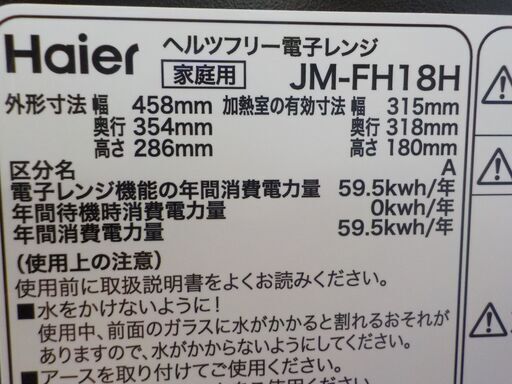 Haier ヘルツフリー電子レンジ
家庭用 JM-FH18H
外形寸法 幅 458mm 加熱室の有効寸法 幅 315mm
奥行 354mm 奥行 318mm
高さ 286mm 高さ 180mm
区分名 A
電子レンジ機能の年間消費電力量 59.5kwh/年
年間待機時消費電力量 0kwh/年
年間消費電力量 59.5kwh/年
（使用上の注意）
使用前に取扱説明書をよくお読みください。
■水をかけないように！
使用中、前面のガラスに水がかかると割れるおそれが
ありますので、水がかからないようにしてください。
■アースを取り付けてご使用ください